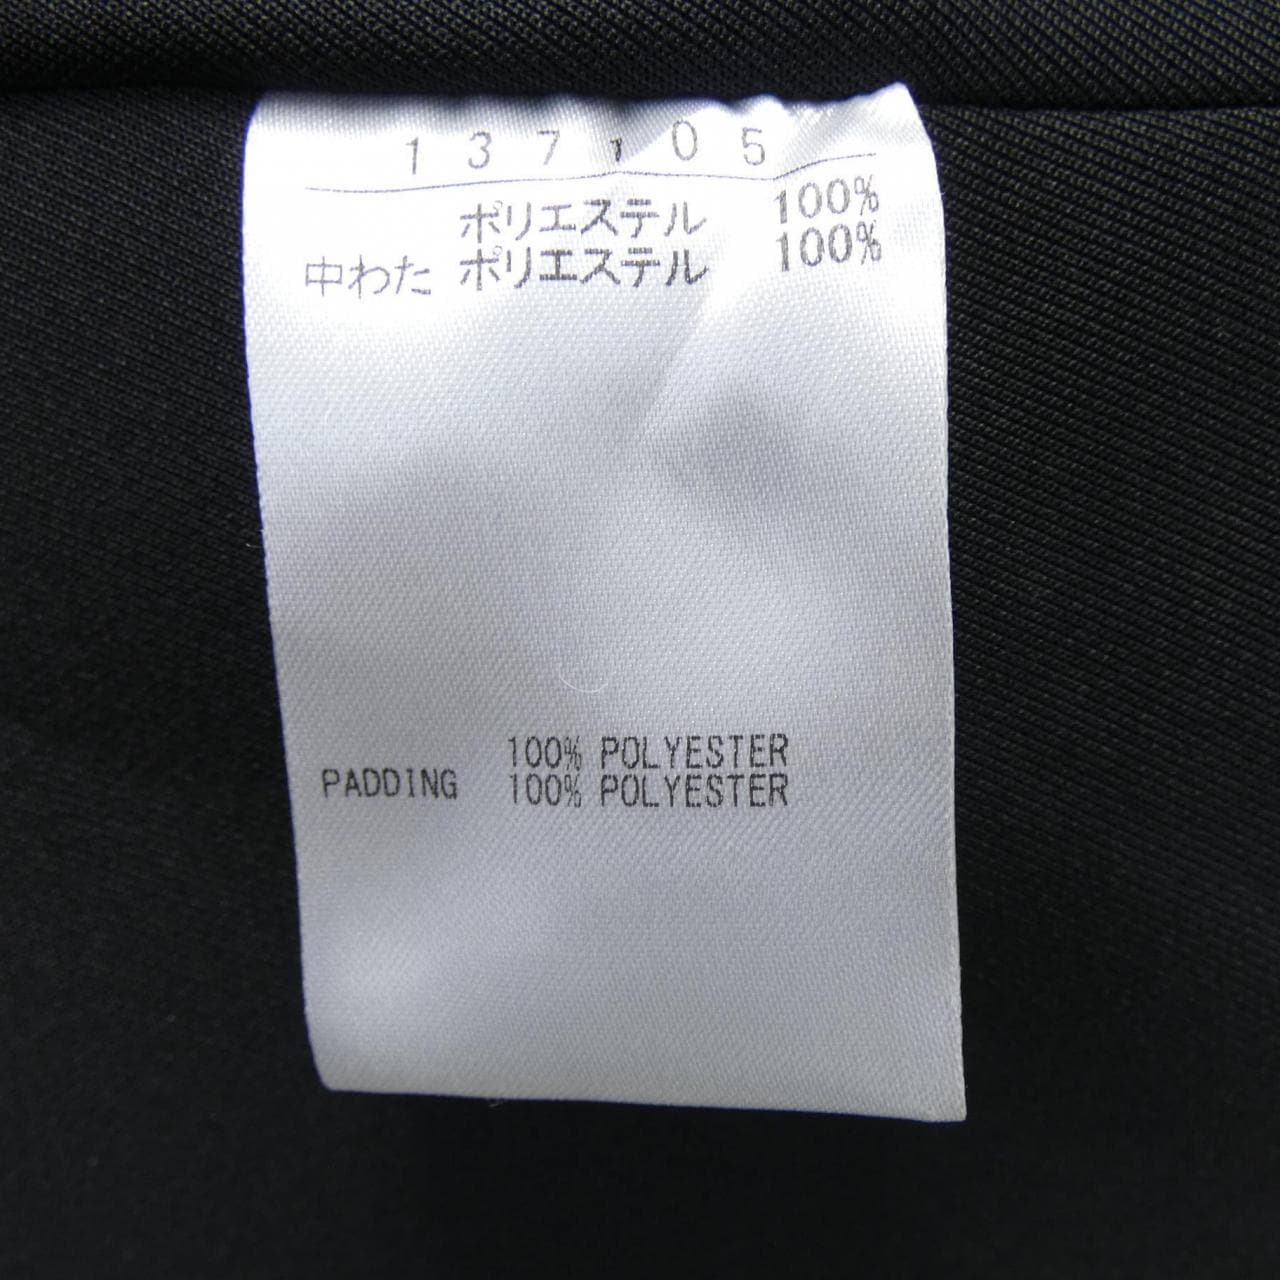 137105
ポリエステル 100%
中わた ポリエステル 100%
100% POLYESTER
PADDING 100% POLYESTER